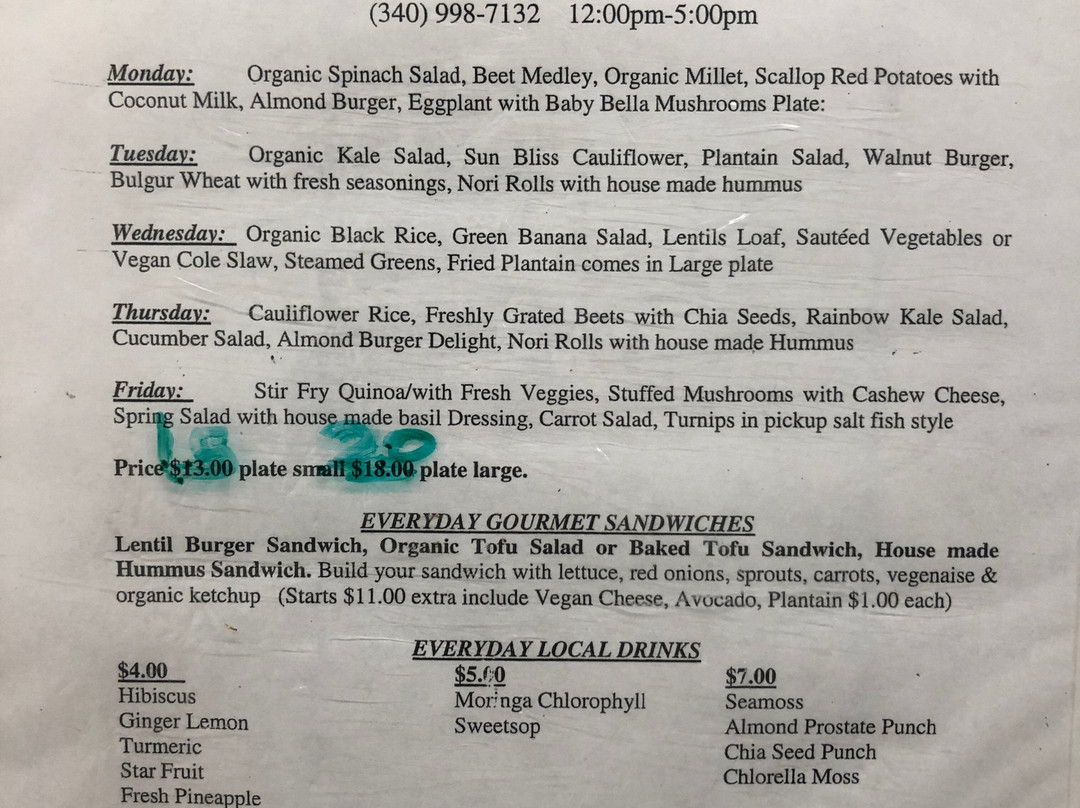 (340) 998-7132 12:00pm-5:00pm
Monday: Organic Spinach Salad, Beet Medley, Organic Millet, Scallop Red Potatoes with
Coconut Milk, Almond Burger, Eggplant with Baby Bella Mushrooms Plate:
Tuesday: Organic Kale Salad, Sun Bliss Cauliflower, Plantain Salad, Walnut Burger,
Bulgur Wheat with fresh seasonings, Nori Rolls with house made hummus
Wednesday: Organic Black Rice, Green Banana Salad, Lentils Loaf, Sautéed Vegetables or
Vegan Cole Slaw, Steamed Greens, Fried Plantain comes in Large plate
Thursday: Cauliflower Rice, Freshly Grated Beets with Chia Seeds, Rainbow Kale Salad,
Cucumber Salad, Almond Burger Delight, Nori Rolls with house made Hummus
Friday: Stir Fry Quinoa/with Fresh Veggies, Stuffed Mushrooms with Cashew Cheese,
Spring Salad with house made basil Dressing, Carrot Salad, Turnips in pickup salt fish style
20
Price $13.00 plate small $18.00 plate large.
EVERYDAY GOURMET SANDWICHES
Lentil Burger Sandwich, Organic Tofu Salad or Baked Tofu Sandwich, House made
Hummus Sandwich. Build your sandwich with lettuce, red onions, sprouts, carrots, vegenaise &
organic ketchup (Starts $11.00 extra include Vegan Cheese, Avocado, Plantain $1.00 each)
EVERYDAY LOCAL DRINKS
$4.00
Hibiscus
Ginger Lemon
Turmeric
Star Fruit
Fresh Pineapple
$5.00
Moringa Chlorophyll
Sweetsop
$7.00
Seamoss
Almond Prostate Punch
Chia Seed Punch
Chlorella Moss